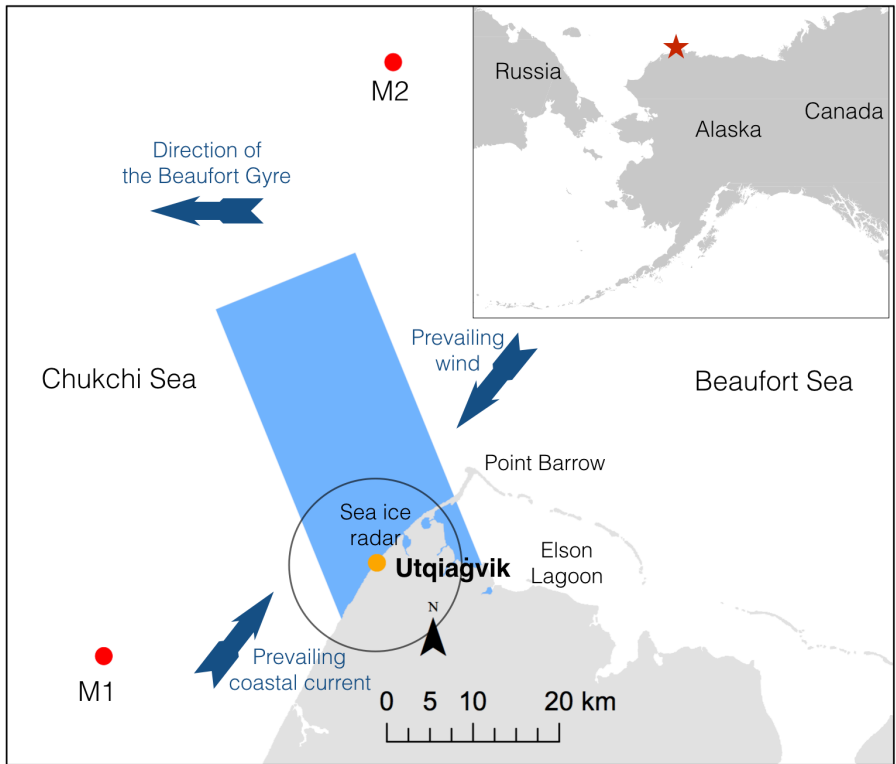 M2
Russia
Alaska
Canada
Direction of
the Beaufort Gyre
Prevailing
wind
Chukchi Sea
Beaufort Sea
Point Barrow
Sea ice
radar
Utqiaġvik
Elson
Lagoon
N
M1
Prevailing
coastal current
0 5 10 20 km